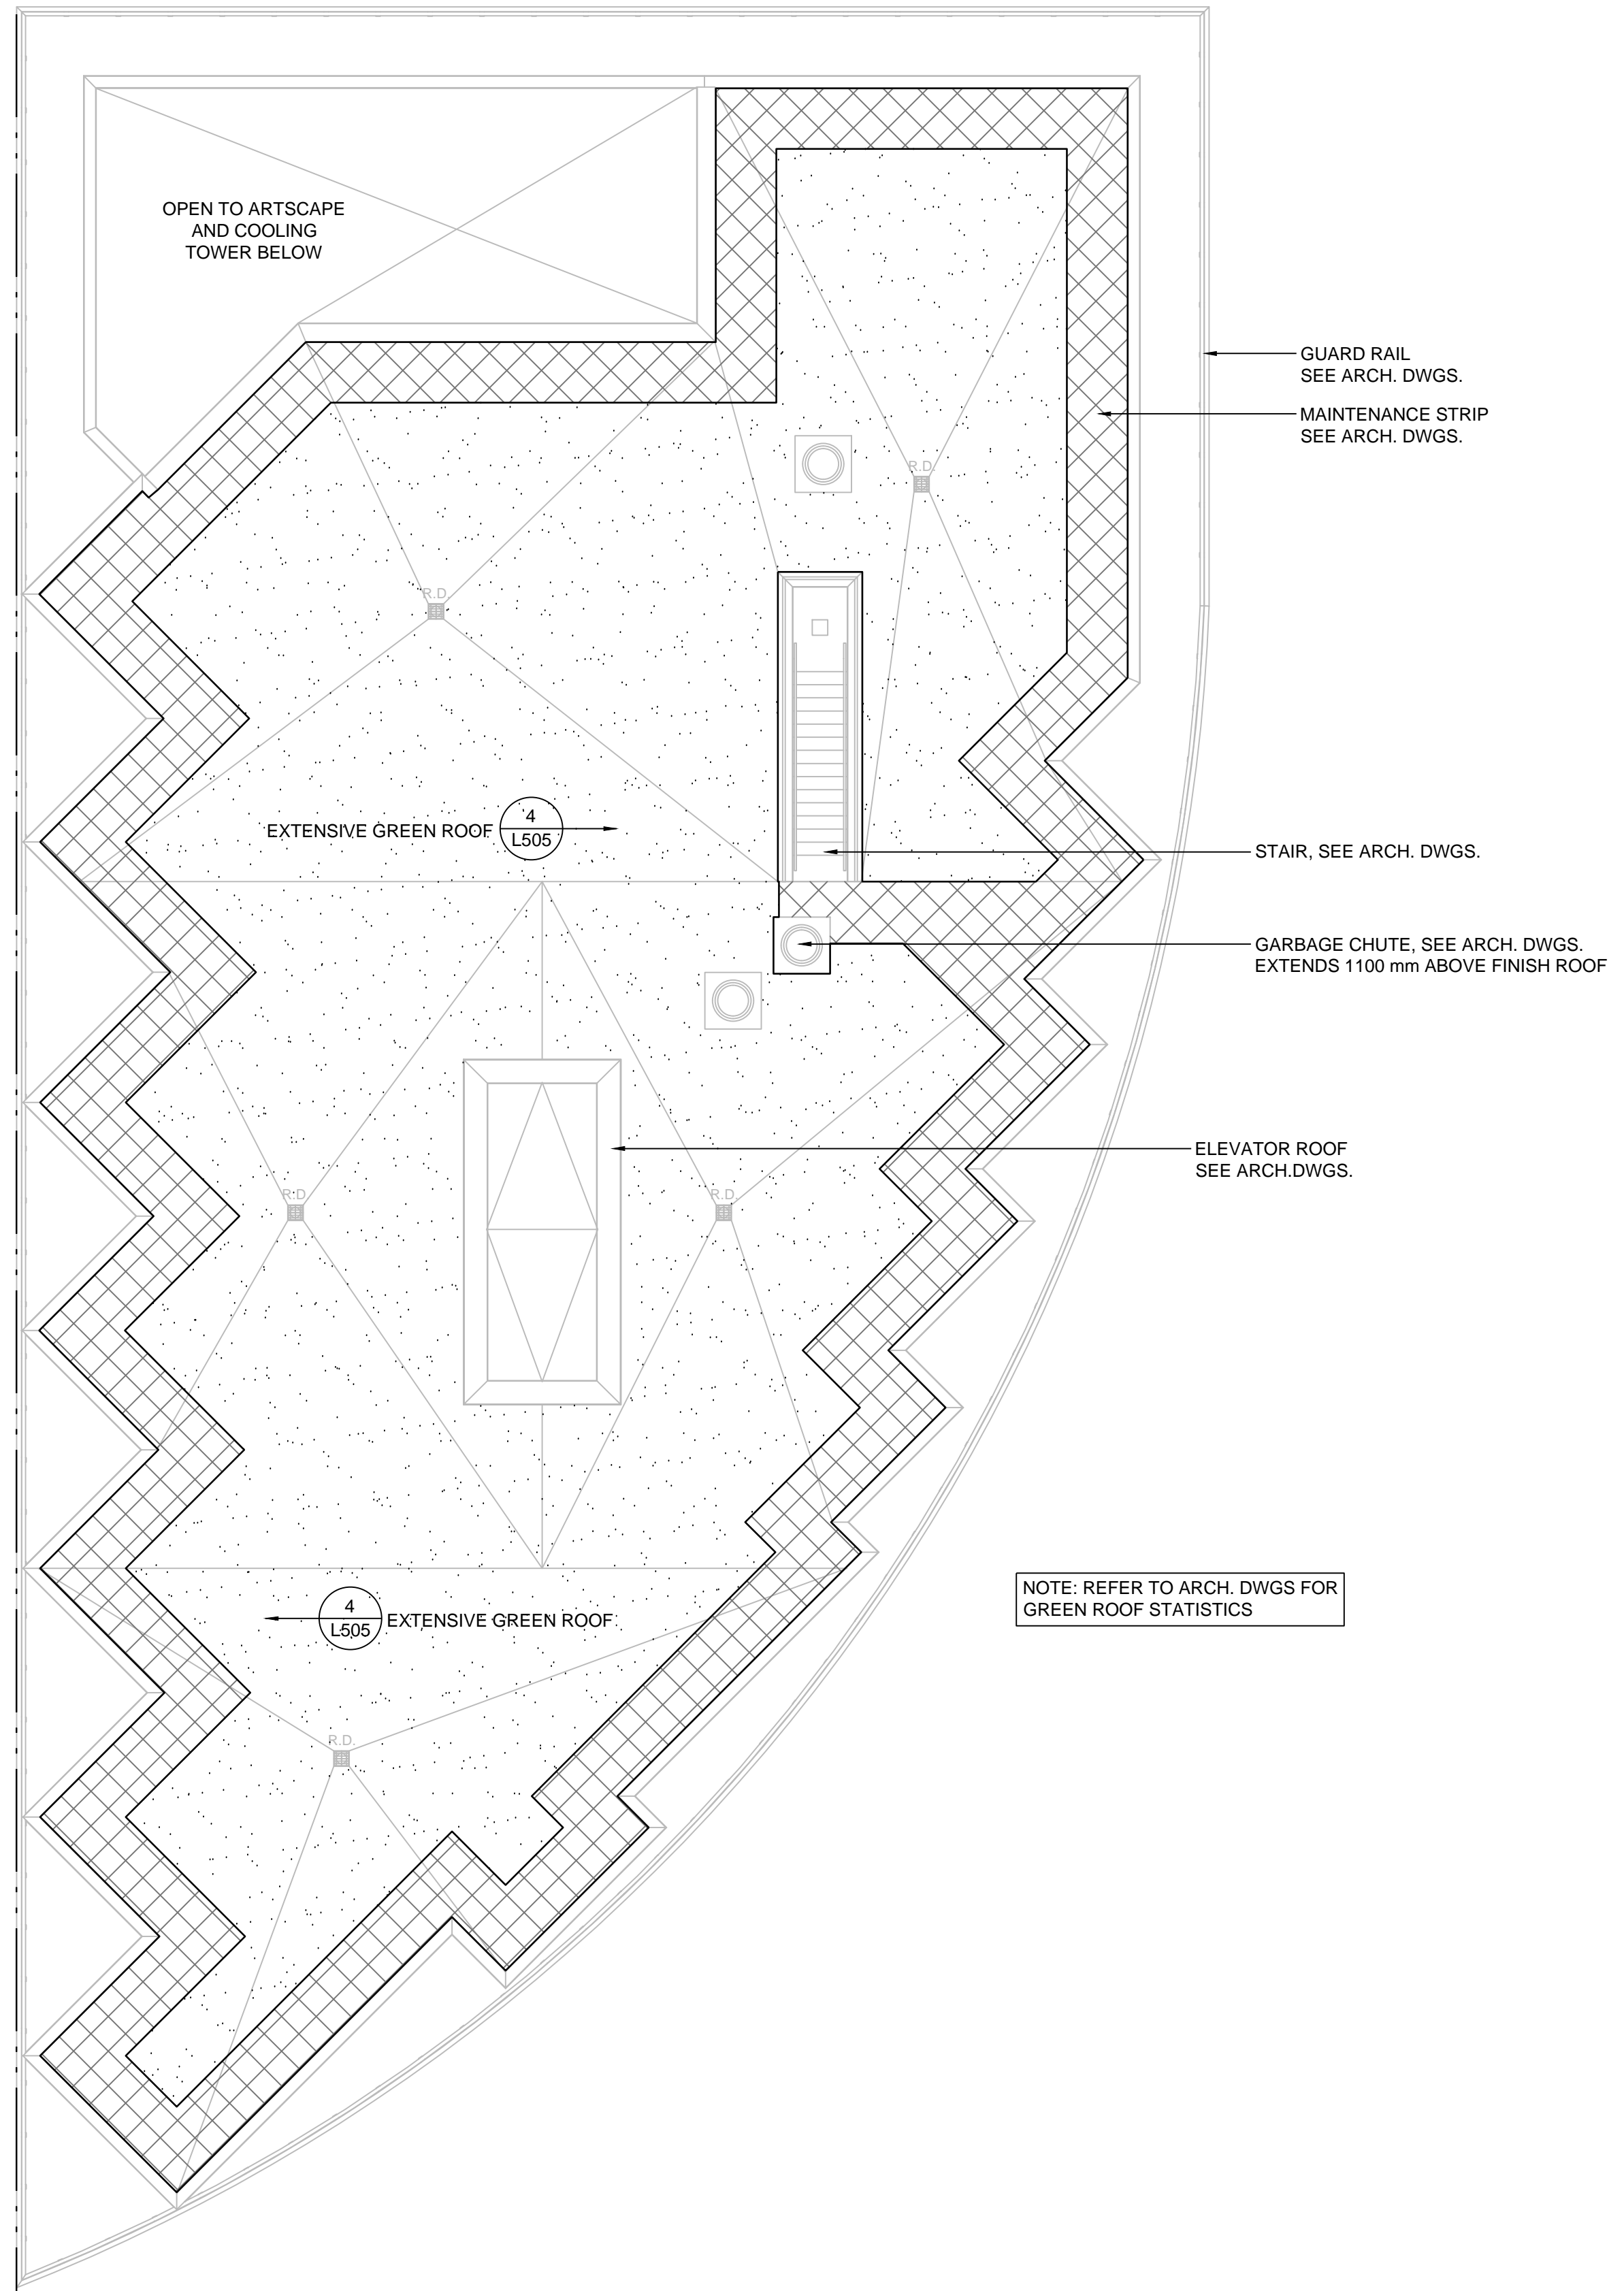 OPEN TO ARTSCAPE
AND COOLING
TOWER BELOW
GUARD RAIL
SEE ARCH. DWGS.
MAINTENANCE STRIP
SEE ARCH. DWGS.
R.D.
R.D.
EXTENSIVE GREEN ROOF
4
L505
STAIR, SEE ARCH. DWGS.
GARBAGE CHUTE, SEE ARCH. DWGS.
EXTENDS 1100 mm ABOVE FINISH ROOF
ELEVATOR ROOF
SEE ARCH.DWGS.
R.D.
R.D.
NOTE: REFER TO ARCH. DWGS FOR
GREEN ROOF STATISTICS
4
L505
EXTENSIVE GREEN ROOF
R.D.